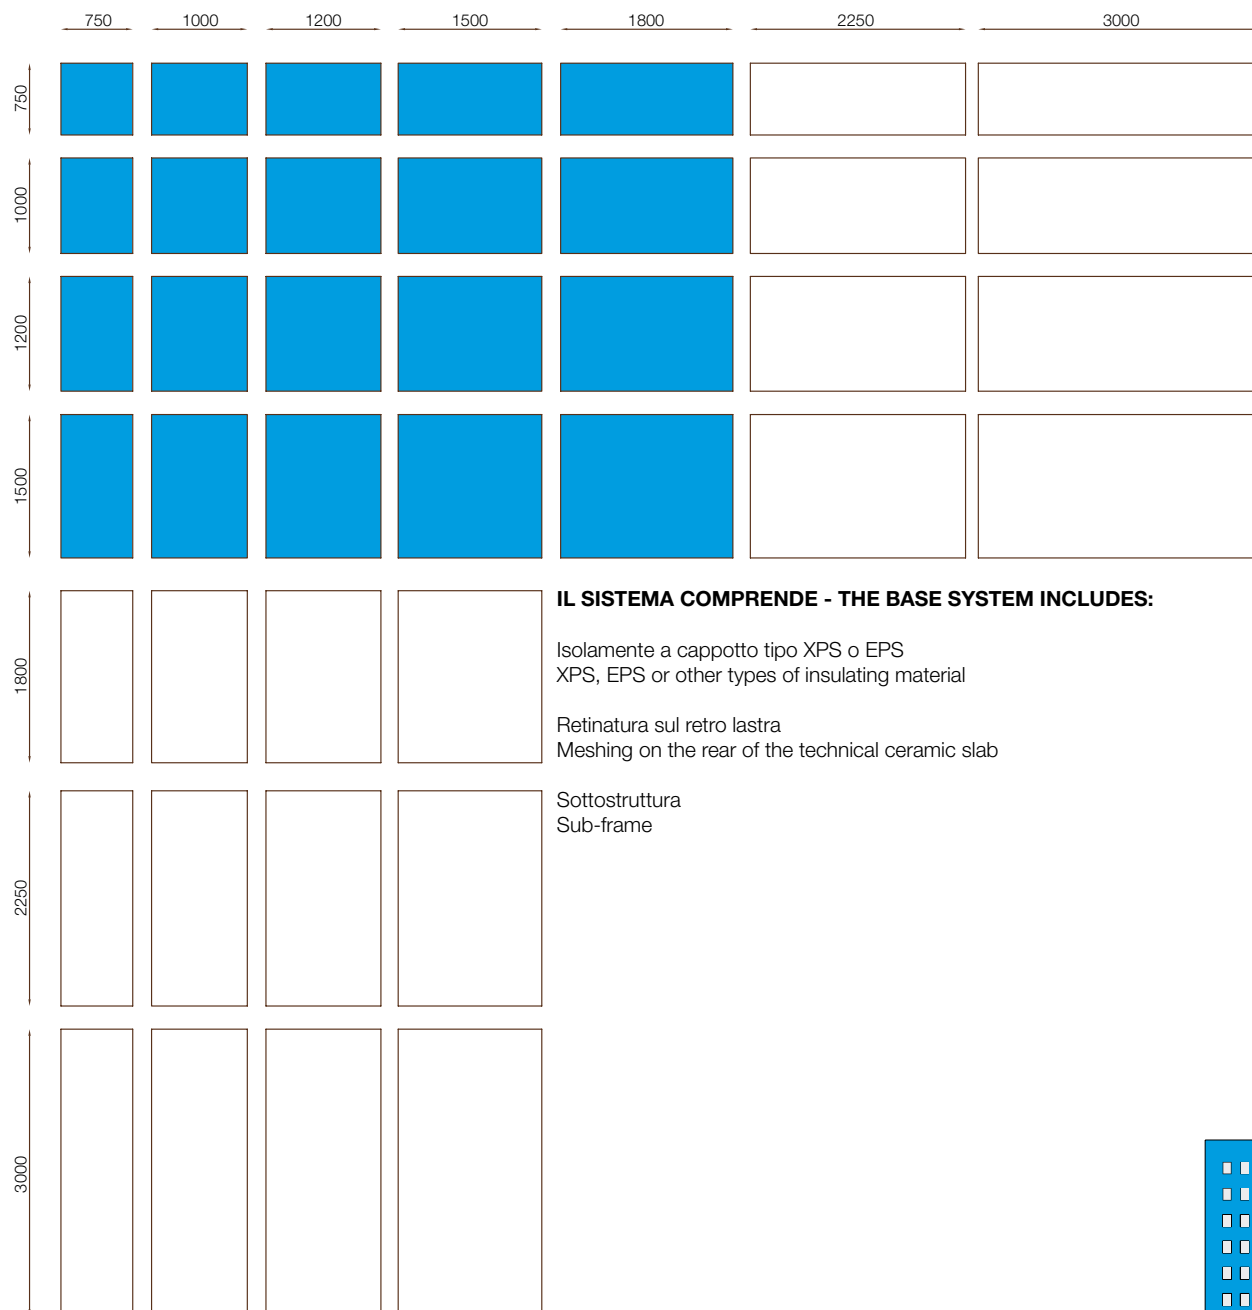 750 1000 1200 1500 1800 2250 3000
750
1000
1200
1500
1800
2250
3000
IL SISTEMA COMPRENDE - THE BASE SYSTEM INCLUDES:
Isolamente a cappotto tipo XPS o EPS
XPS, EPS or other types of insulating material
Retinatura sul retro lastra
Meshing on the rear of the technical ceramic slab
Sottostruttura
Sub-frame